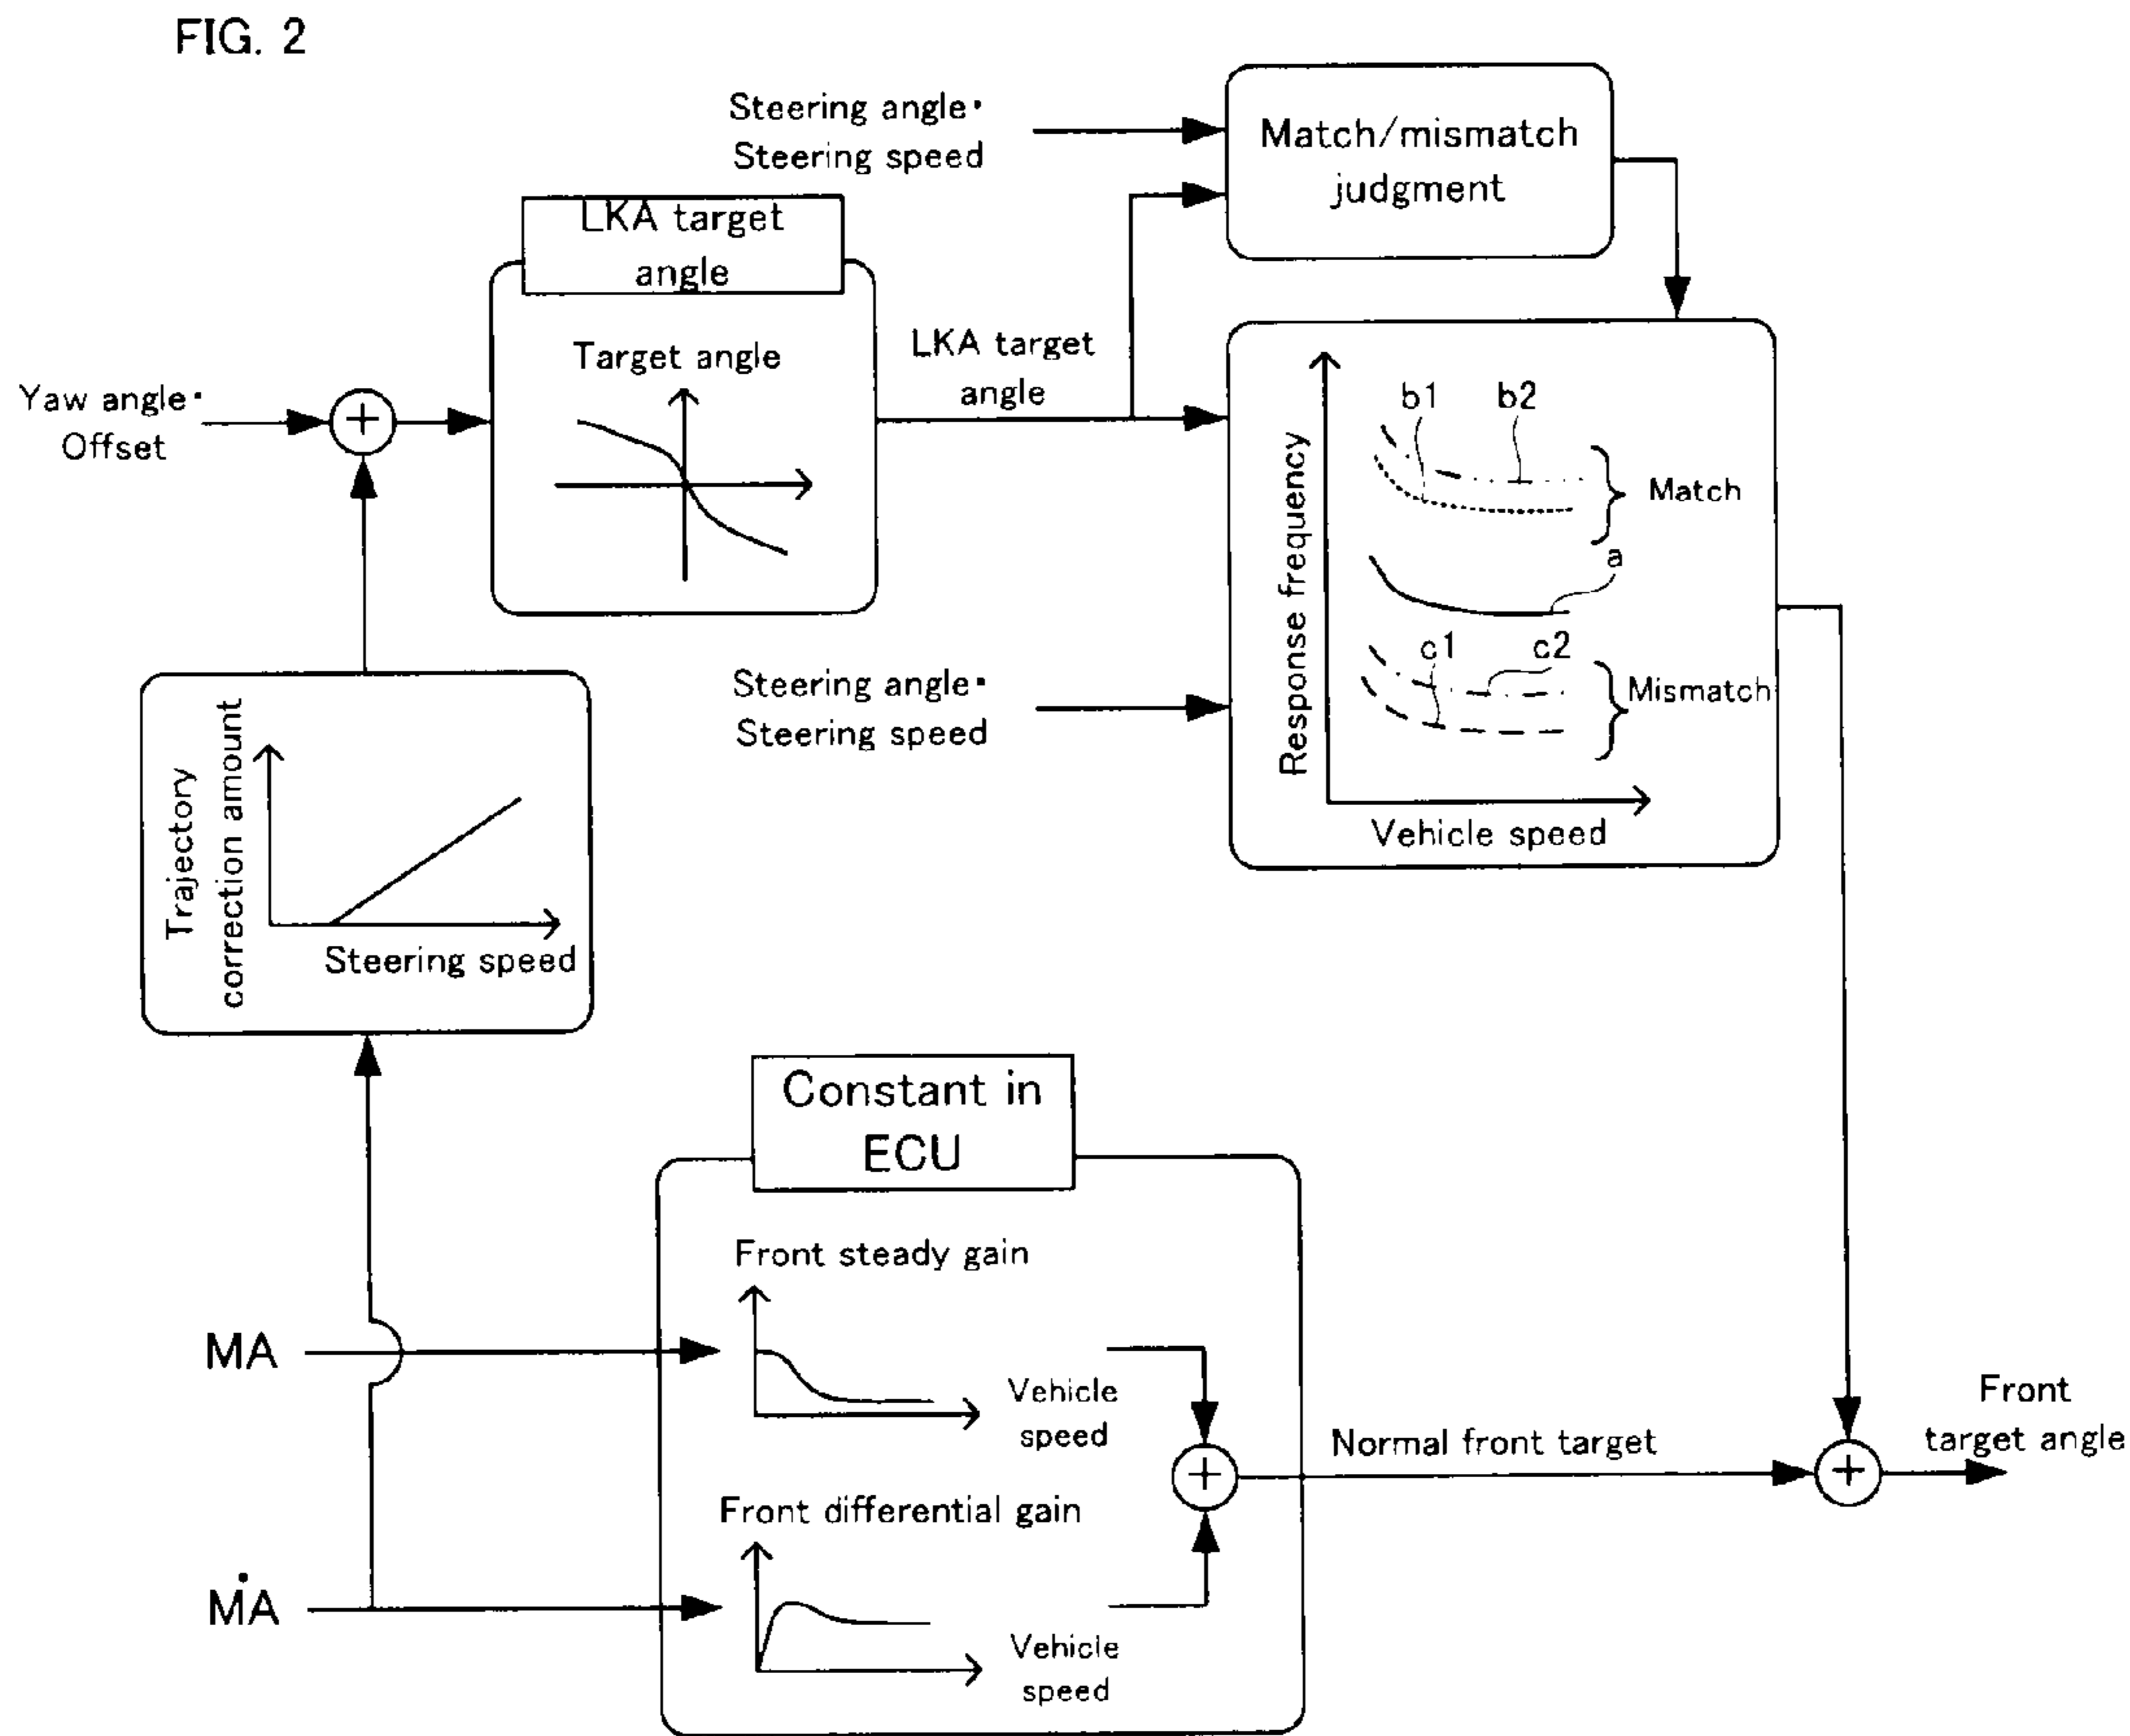 FIG. 2
Steering angle・
Steering speed
Match/mismatch
judgment
LKA target
angle
Target angle
LKA target
angle
Yaw angle・
Offset
Response frequency
b1
b2
Match
a
c1
c2
Mismatch
Vehicle speed
Steering angle・
Steering speed
Trajectory
correction amount
Steering speed
Constant in
ECU
Front steady gain
MA
Vehicle
speed
Normal front target
Front
target angle
Front differential gain
ṀA
Vehicle
speed